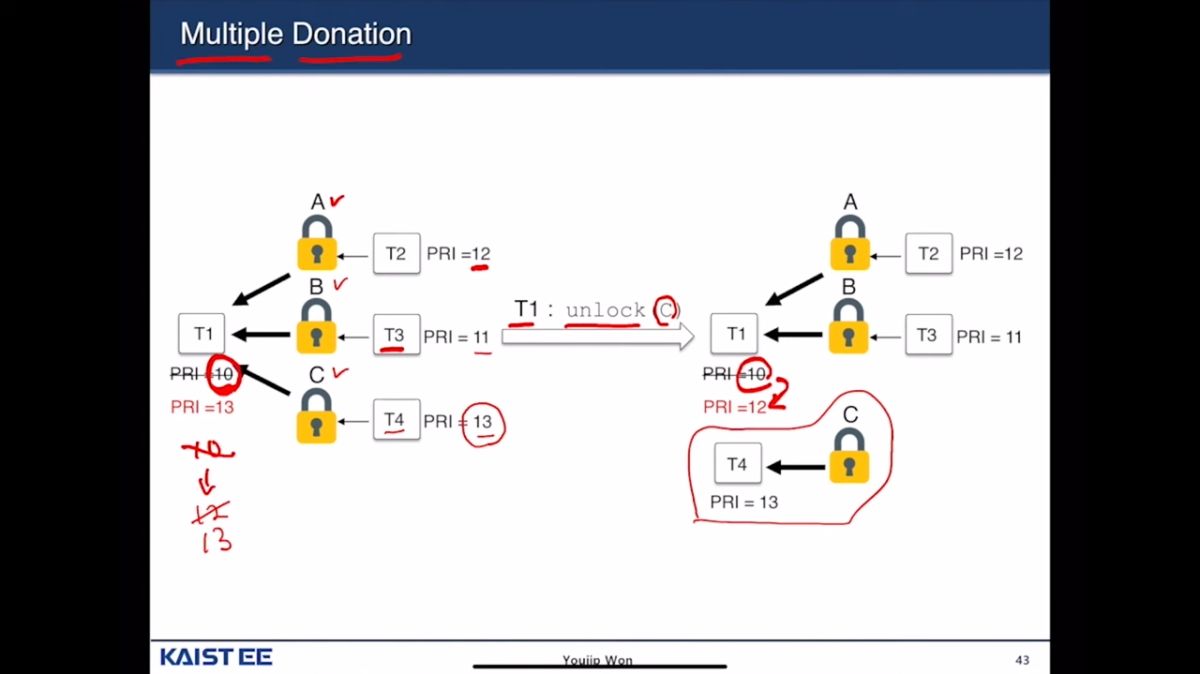 Multiple Donation
A
T2 PRI =12
B
T1
T3 PRI = 11
PRI =10
PRI =13
C
T4 PRI = 13
10
12
13
T1 : unlock (C)
A
T2 PRI =12
B
T1
T3 PRI = 11
PRI =10
PRI =12
C
T4
PRI = 13
KAIST EE
Youjip Won
43